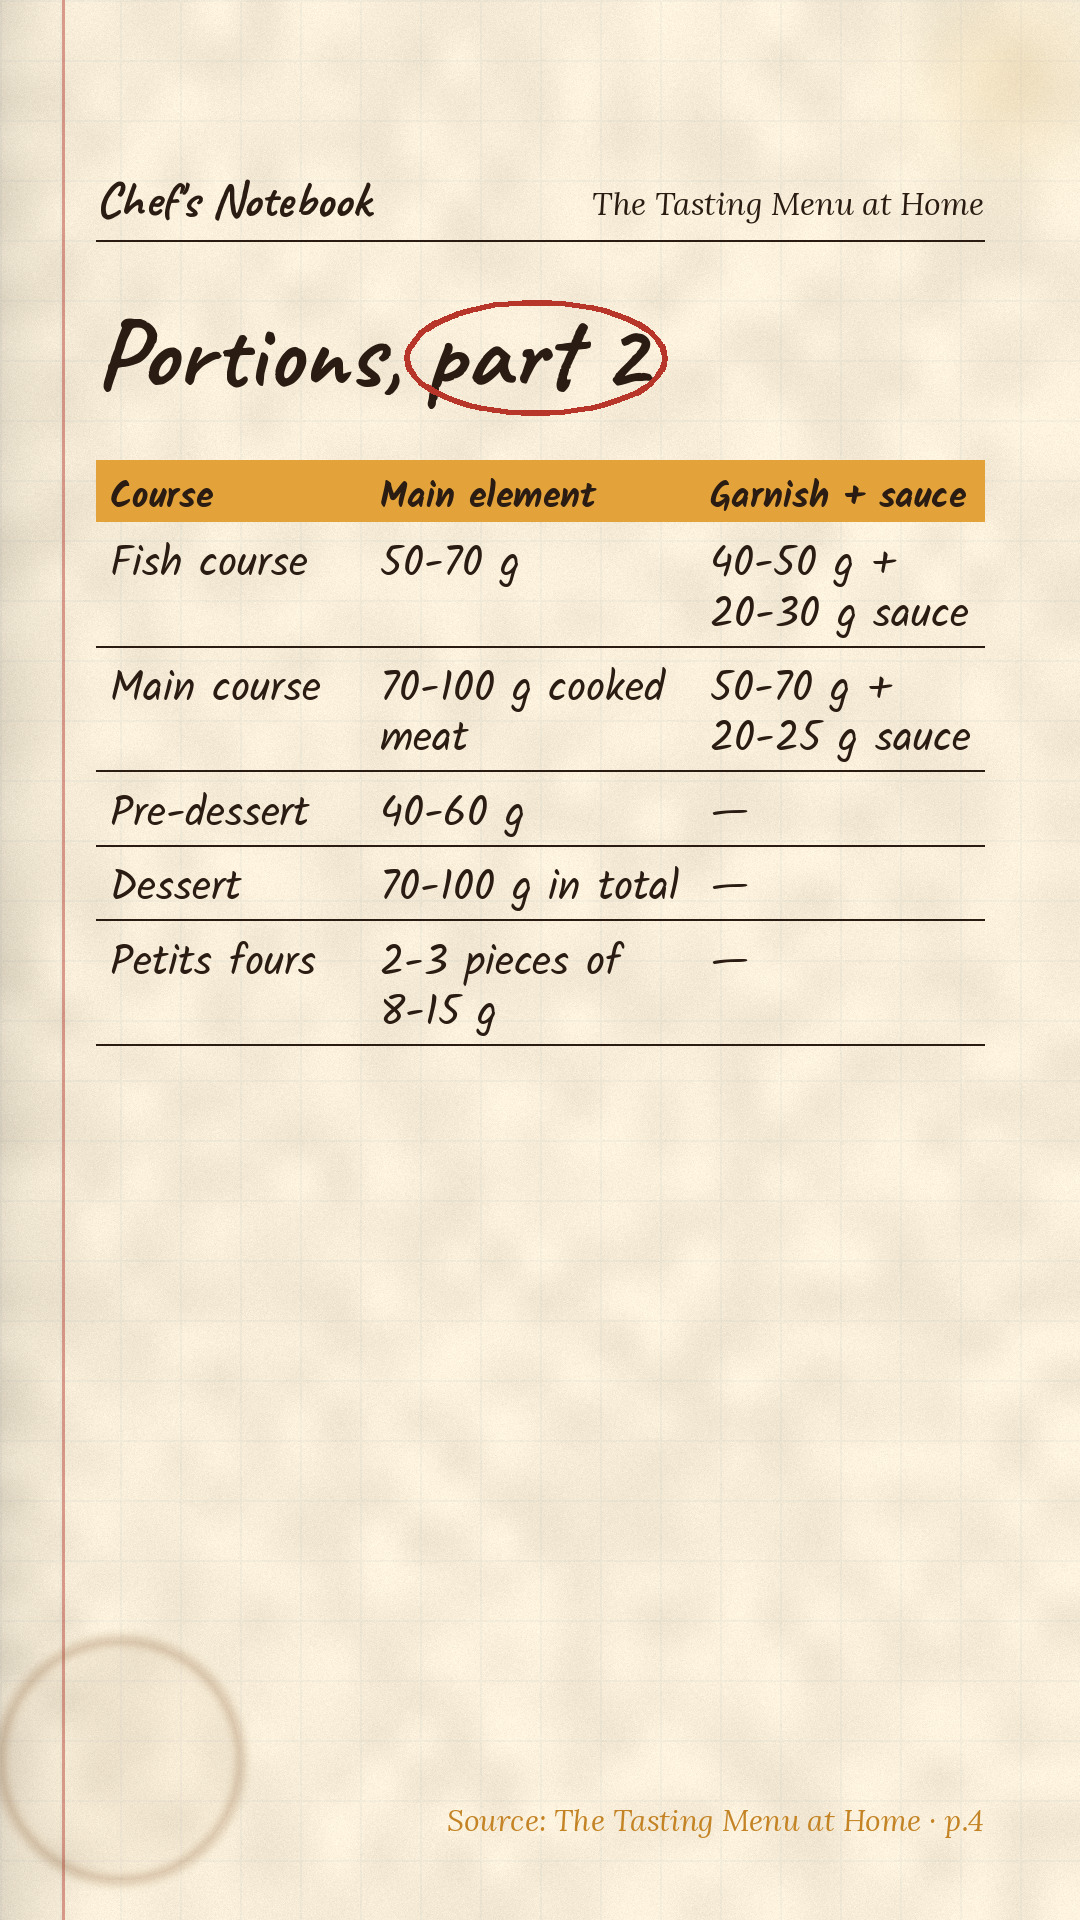 Chef's Notebook
The Tasting Menu at Home
Portions, part 2
Course Main element Garnish + sauce
Fish course 50-70 g 40-50 g +
20-30 g sauce
Main course 70-100 g cooked 50-70 g +
meat 20-25 g sauce
Pre-dessert 40-60 g —
Dessert 70-100 g in total —
Petits fours 2-3 pieces of —
8-15 g
Source: The Tasting Menu at Home · p.4